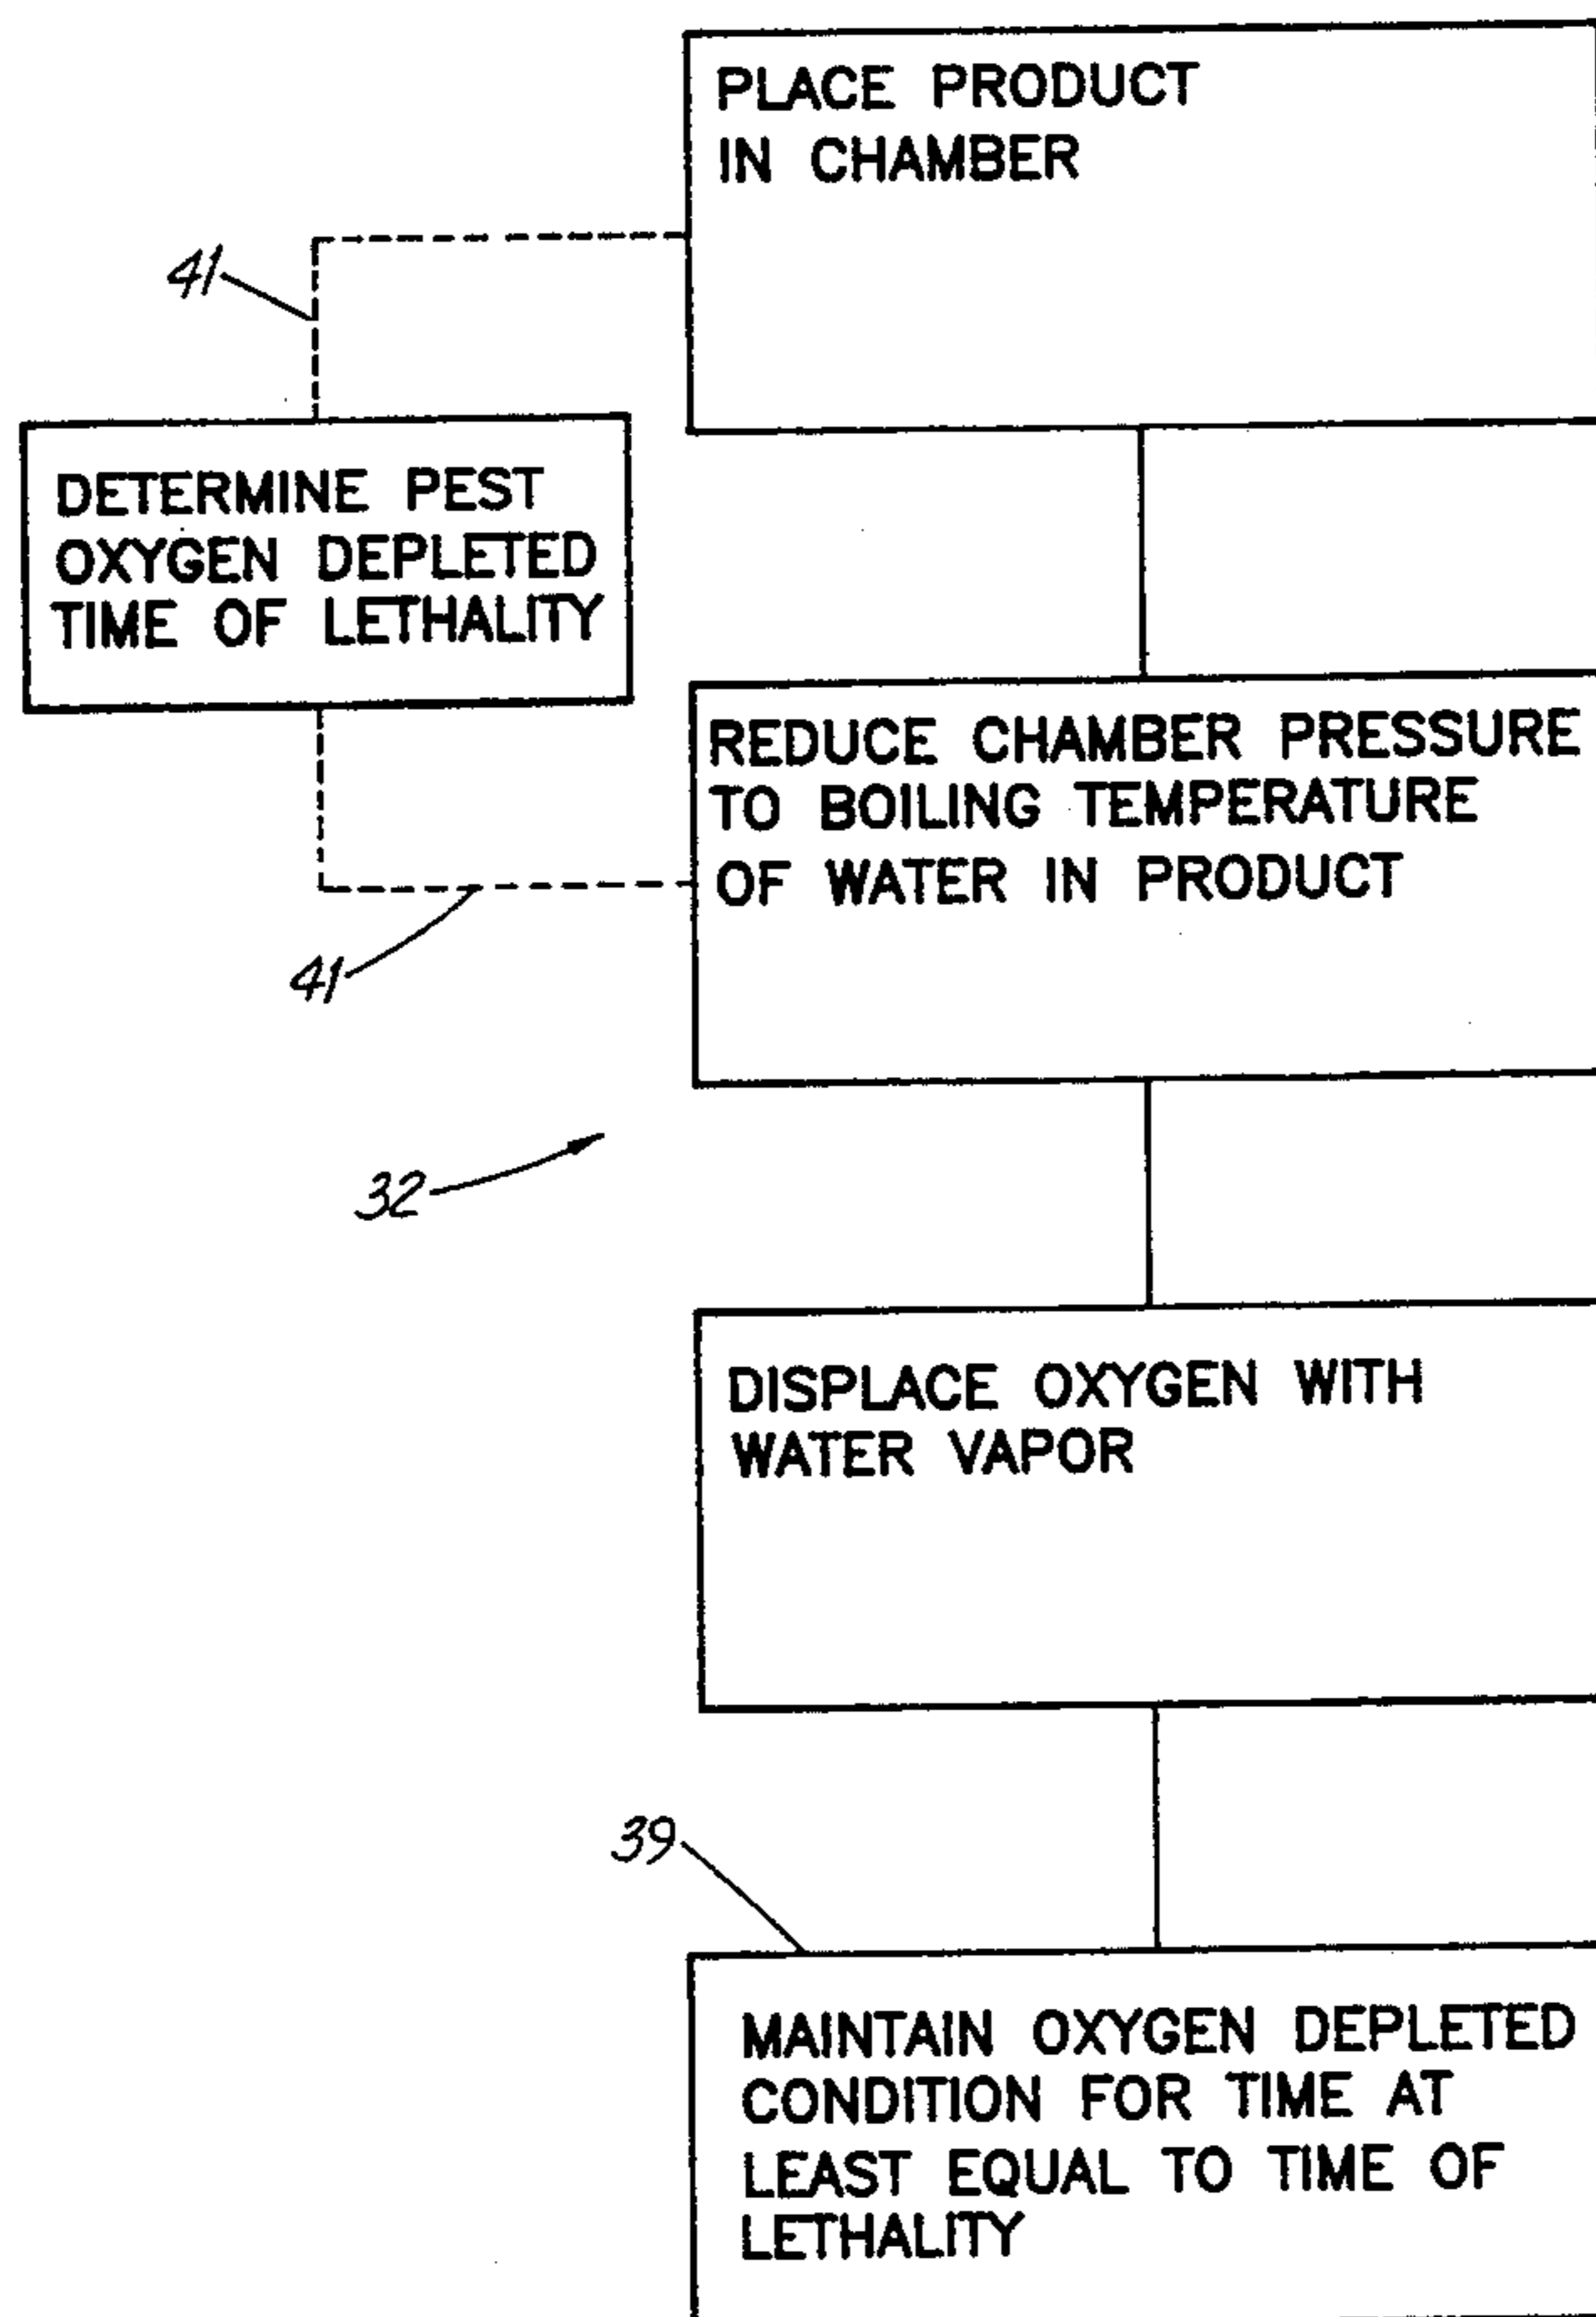 PLACE PRODUCT
IN CHAMBER
41
DETERMINE PEST
OXYGEN DEPLETED
TIME OF LETHALITY
REDUCE CHAMBER PRESSURE
TO BOILING TEMPERATURE
OF WATER IN PRODUCT
41
32
DISPLACE OXYGEN WITH
WATER VAPOR
39
MAINTAIN OXYGEN DEPLETED
CONDITION FOR TIME AT
LEAST EQUAL TO TIME OF
LETHALITY